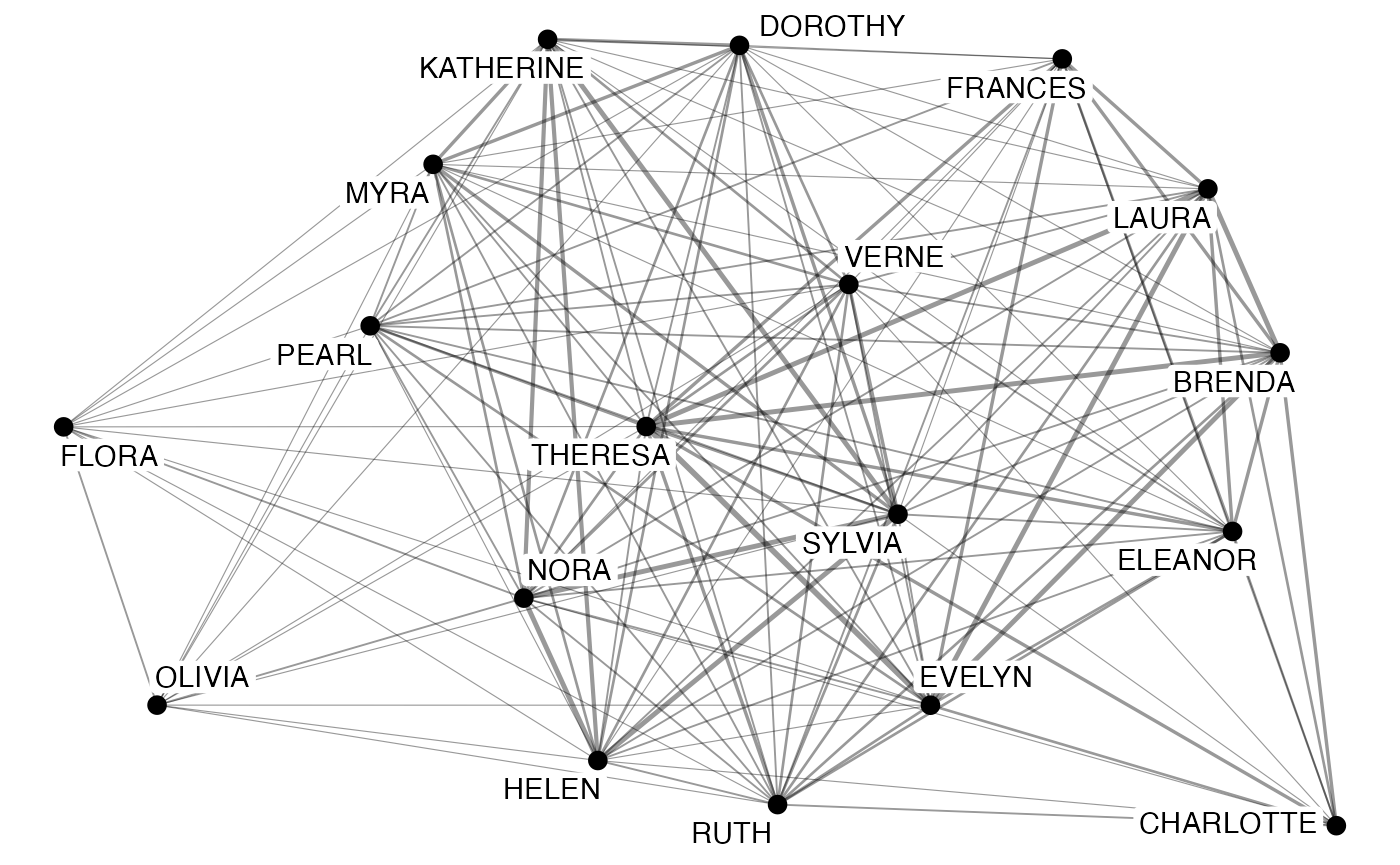 DOROTHY
KATHERINE
FRANCES
MYRA
LAURA
VERNE
PEARL
BRENDA
FLORA
THERESA
SYLVIA
ELEANOR
NORA
OLIVIA
EVELYN
HELEN
CHARLOTTE
RUTH